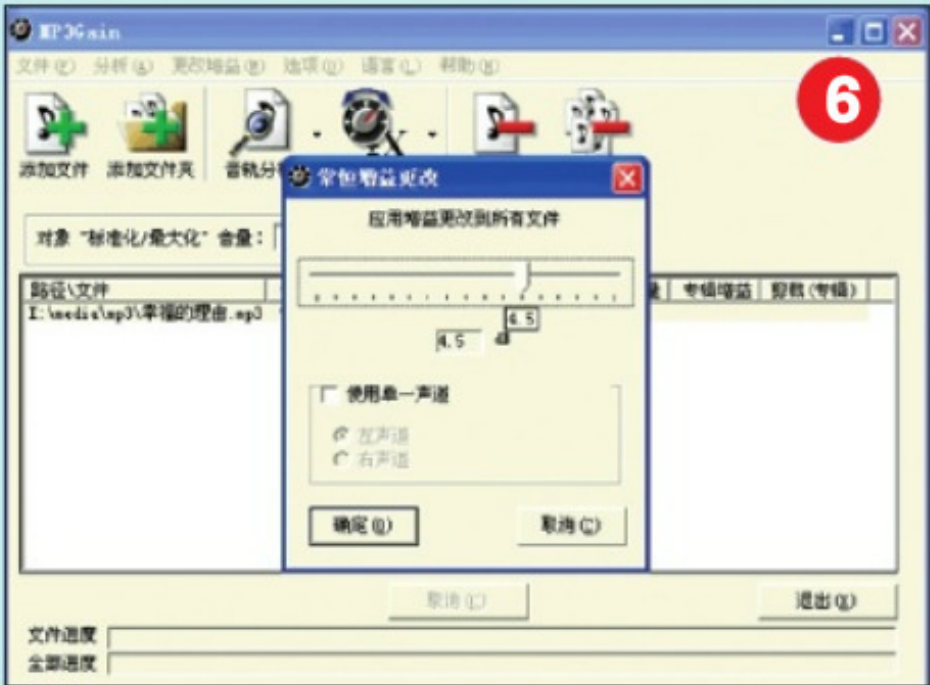 MP3Gain
文件(F) 分析(A) 更改增益(M) 选项(O) 语言(L) 帮助(H)
6
添加文件 添加文件夹 音轨分
常恒增益更改
应用增益更改到所有文件
对象 "标准化/最大化" 音量:
路径\文件 专辑增益 剪裁(专辑)
I:\media\mp3\幸福的理由.mp3
4.5
4.5
使用单一声道
左声道
右声道
确定(O) 取消(C)
取消(C) 退出(X)
文件进度
全部进度